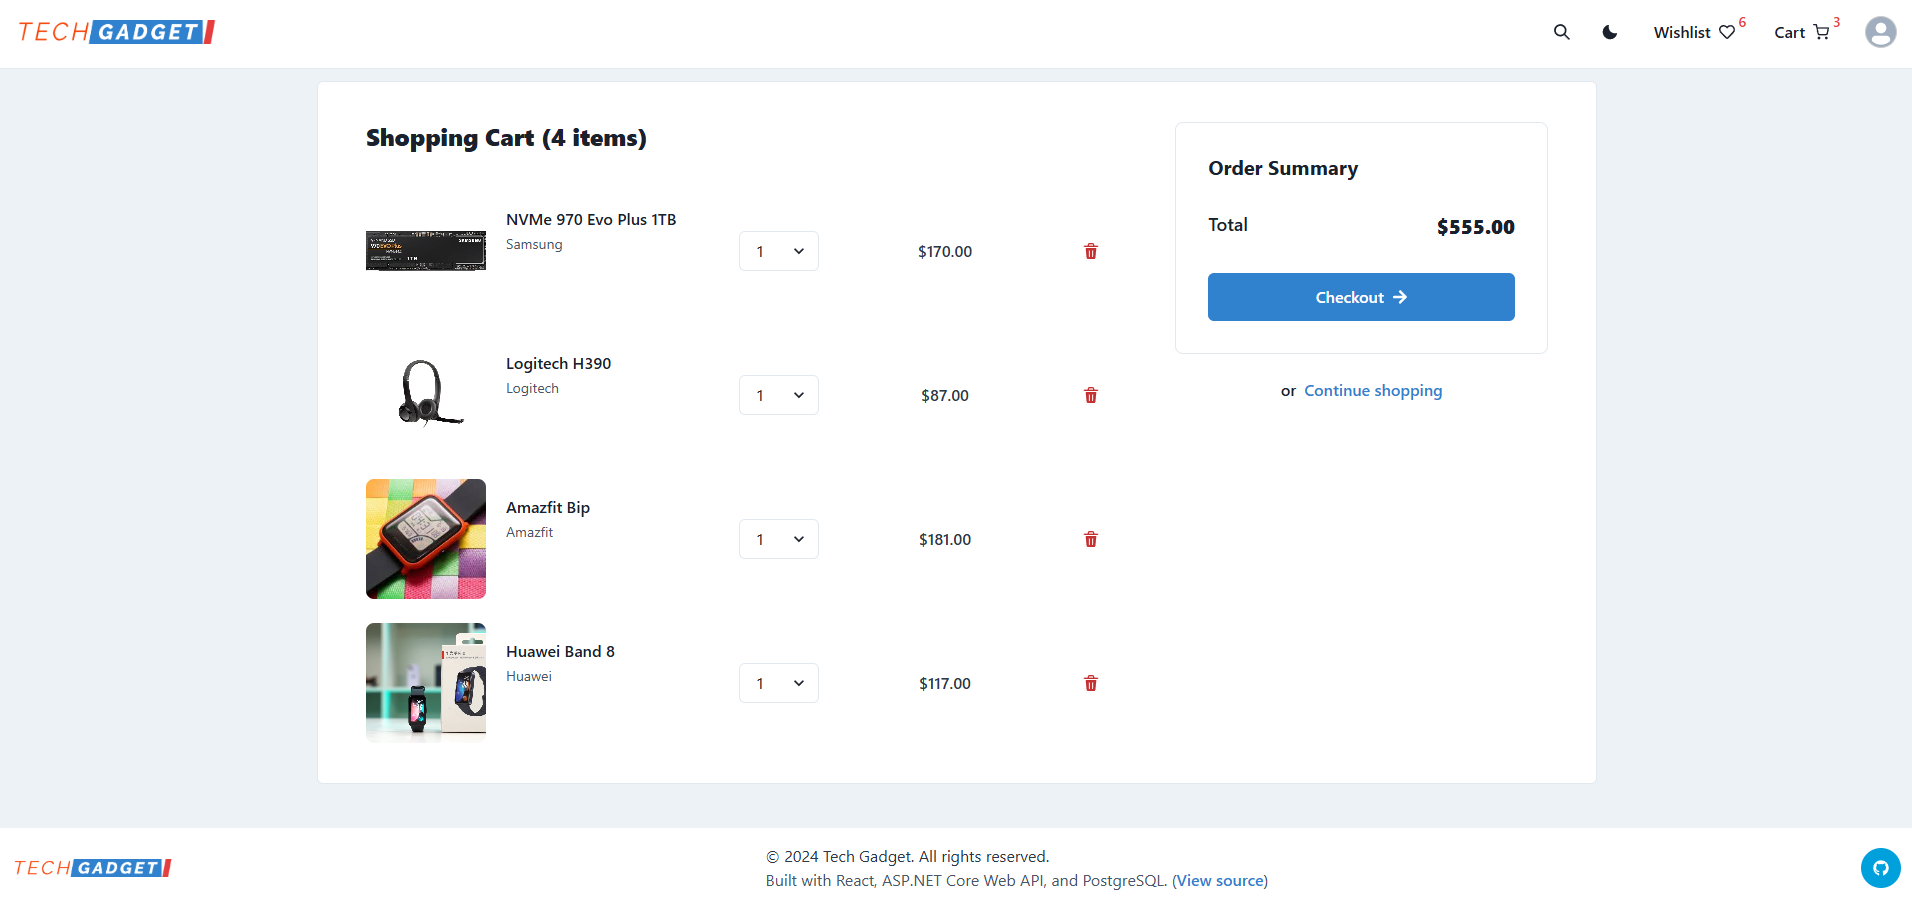 TECH GADGET
Wishlist 6
Cart 3
Shopping Cart (4 items)
NVMe 970 Evo Plus 1TB
Samsung
1
$170.00
Logitech H390
Logitech
1
$87.00
Amazfit Bip
Amazfit
1
$181.00
Huawei Band 8
Huawei
1
$117.00
Order Summary
Total $555.00
Checkout
or Continue shopping
TECH GADGET
© 2024 Tech Gadget. All rights reserved.
Built with React, ASP.NET Core Web API, and PostgreSQL. (View source)